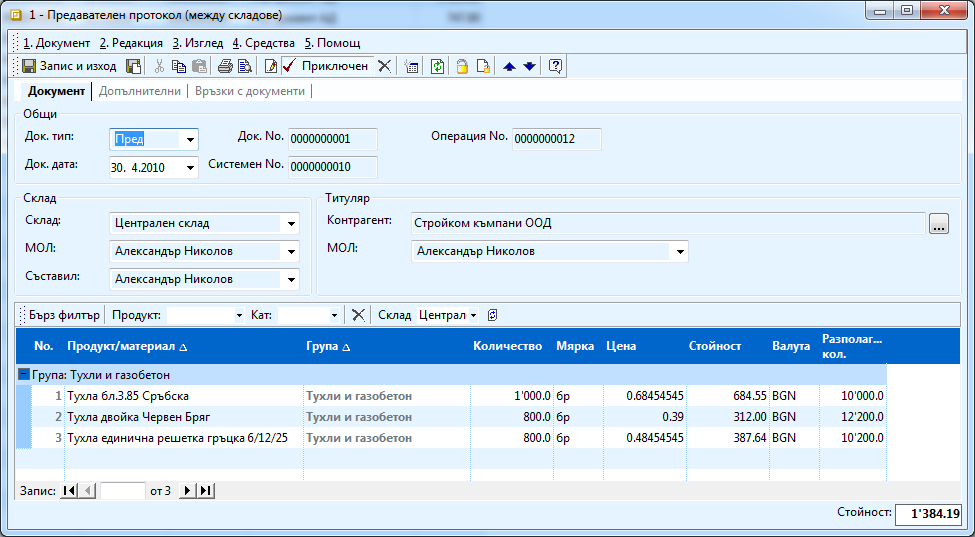 1 - Предавателен протокол (между складове)
1. Документ 2. Редакция 3. Изглед 4. Средства 5. Помощ
Запис и изход Приключен
Документ Допълнителни Връзки с документи
Общи
Док. тип: Пред Док. No. 0000000001 Операция No. 0000000012
Док. дата: 30. 4.2010 Системен No. 0000000010
Склад Титуляр
Склад: Централен склад Контрагент: Стройком къмпани ООД ...
МОЛ: Александър Николов МОЛ: Александър Николов
Съставил: Александър Николов
Бърз филтър Продукт: Кат: Склад Централ
No. Продукт/материал Група Количество Мярка Цена Стойност Валута Разполаг... кол.
Група: Тухли и газобетон
1 Тухла бл.3.85 Сръбска Тухли и газобетон 1'000.0 бр 0.68454545 684.55 BGN 10'000.0
2 Тухла двойка Червен Бряг Тухли и газобетон 800.0 бр 0.39 312.00 BGN 12'200.0
3 Тухла единична решетка гръцка 6/12/25 Тухли и газобетон 800.0 бр 0.48454545 387.64 BGN 10'200.0
Запис: от 3
Стойност: 1'384.19